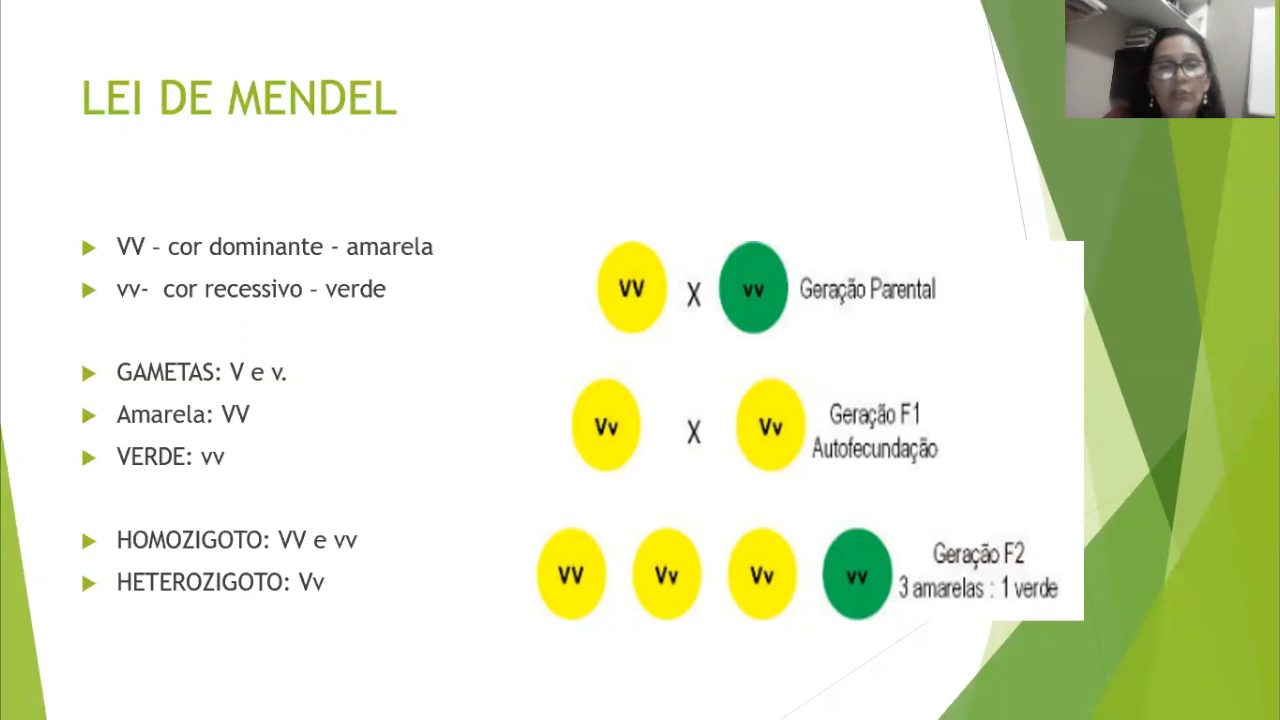 LEI DE MENDEL
VV – cor dominante - amarela
vv- cor recessivo – verde
GAMETAS: V e v.
Amarela: VV
VERDE: vv
HOMOZIGOTO: VV e vv
HETEROZIGOTO: Vv
VV X vv Geração Parental
Vv X Vv Geração F1
Autofecundação
VV Vv Vv vv Geração F2
3 amarelas : 1 verde